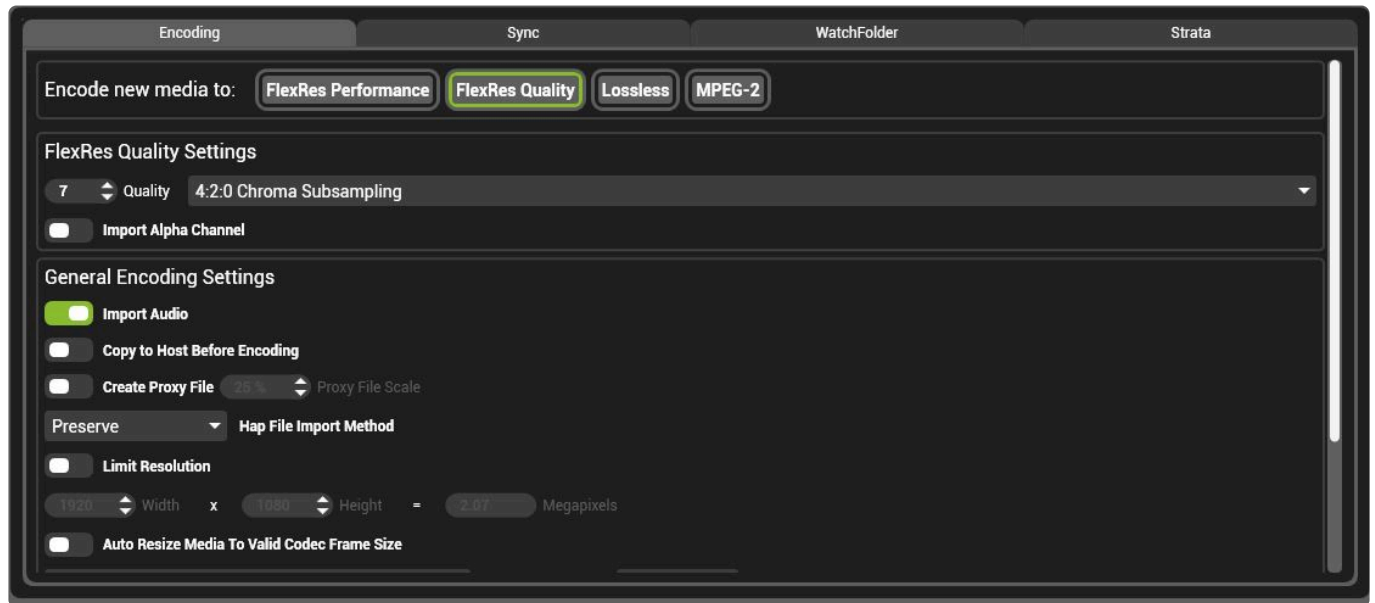 Encoding Sync WatchFolder Strata
Encode new media to: FlexRes Performance FlexRes Quality Lossless MPEG-2
FlexRes Quality Settings
7 Quality 4:2:0 Chroma Subsampling
Import Alpha Channel
General Encoding Settings
Import Audio
Copy to Host Before Encoding
Create Proxy File 25 % Proxy File Scale
Preserve Hap File Import Method
Limit Resolution
1920 Width x 1080 Height = 2.07 Megapixels
Auto Resize Media To Valid Codec Frame Size